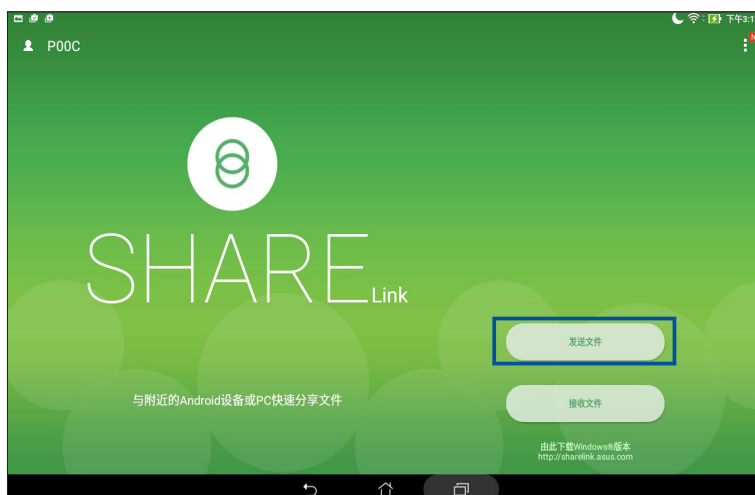 下午3:1
P00C
N
SHARE Link
发送文件
与附近的Android设备或PC快速分享文件
接收文件
由此下载Windows®版本
http://sharelink.asus.com